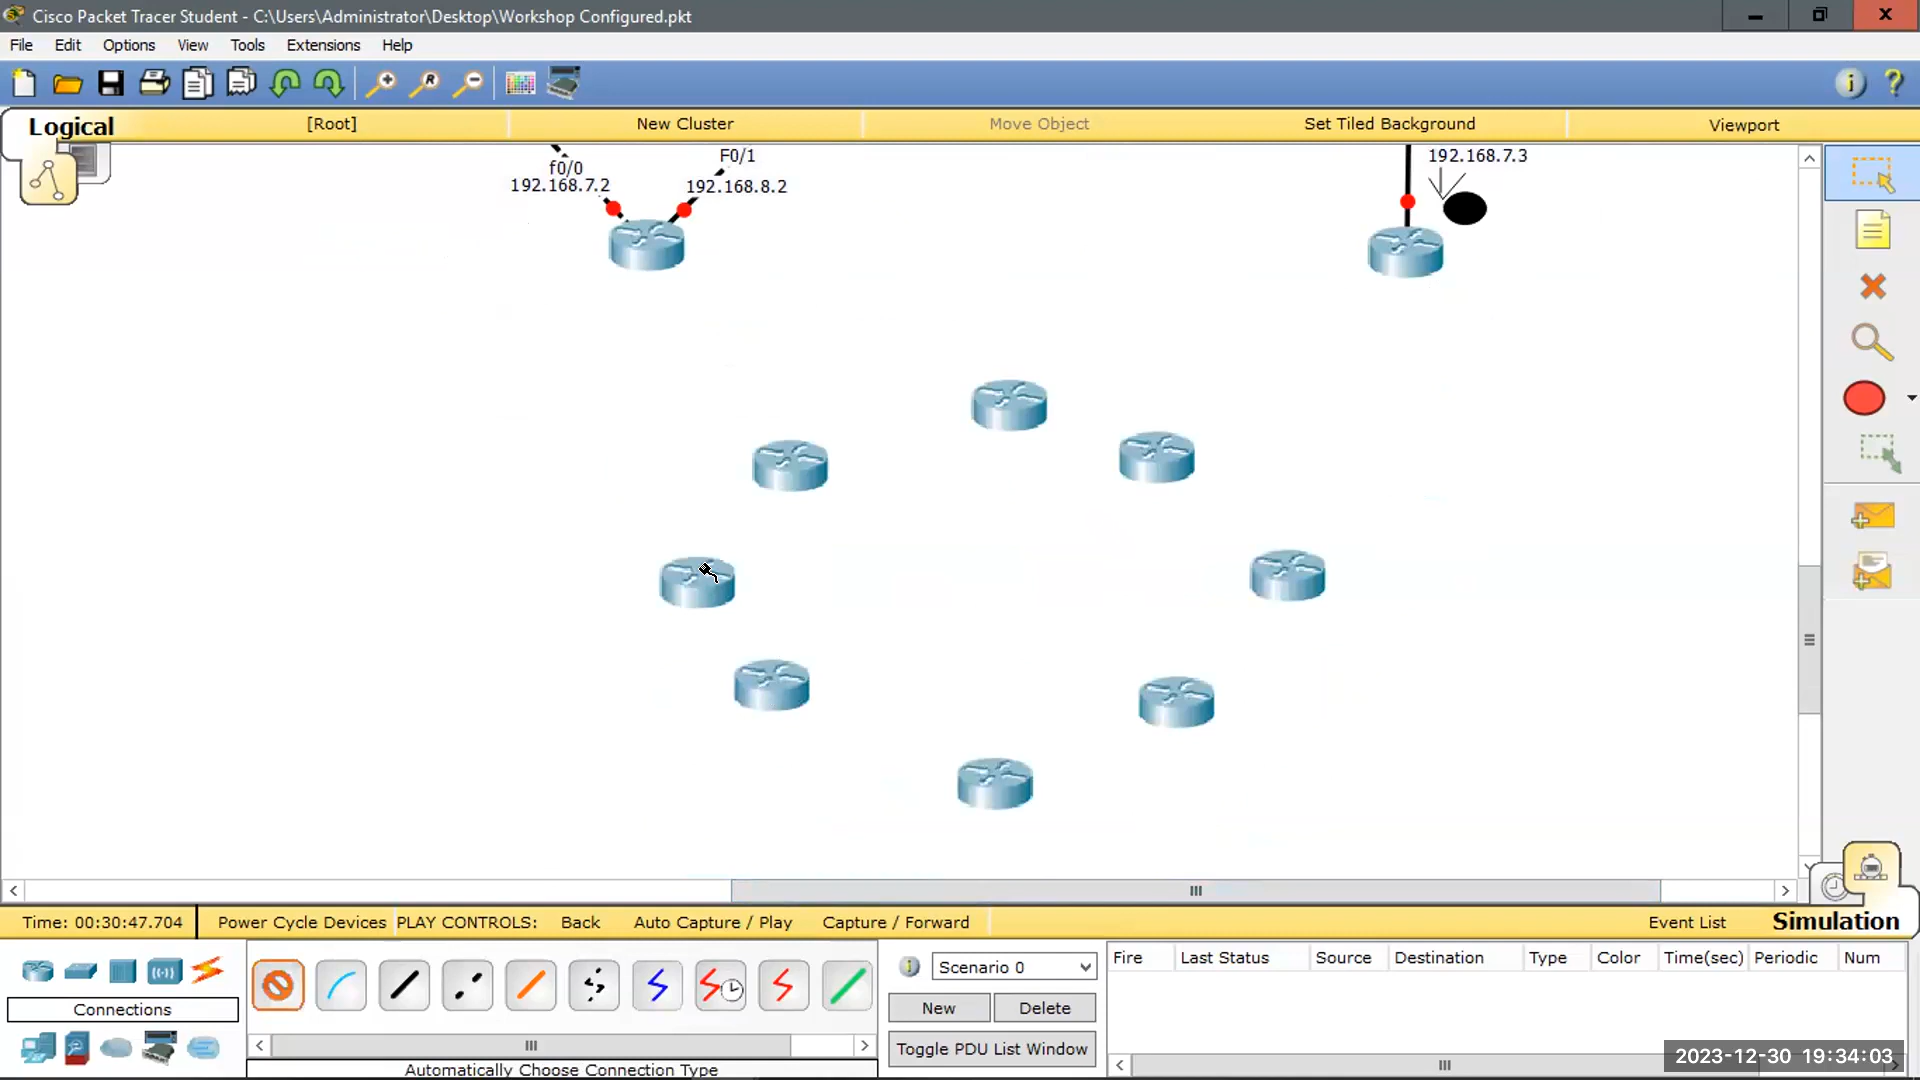 Cisco Packet Tracer Student - C:\Users\Administrator\Desktop\Workshop Configured.pkt
File Edit Options View Tools Extensions Help
Logical [Root] New Cluster Move Object Set Tiled Background Viewport
f0/0 F0/1 192.168.7.3
192.168.7.2 192.168.8.2
Time: 00:30:47.704 Power Cycle Devices PLAY CONTROLS: Back Auto Capture / Play Capture / Forward Event List Simulation
Fire Last Status Source Destination Type Color Time(sec) Periodic Num
Scenario 0
Connections
New Delete
Toggle PDU List Window
Automatically Choose Connection Type
2023-12-30 19:34:03